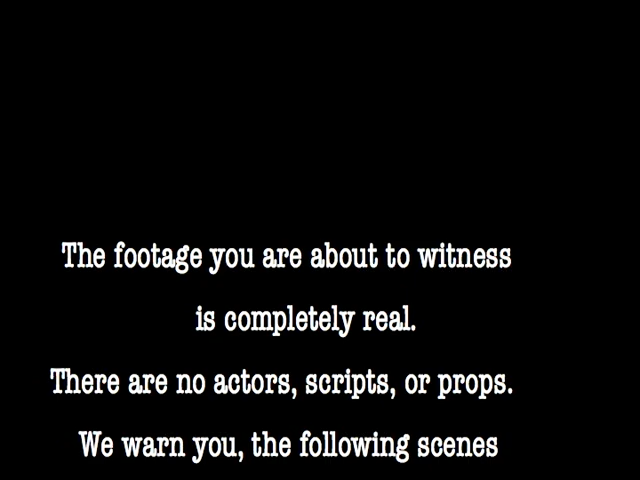 The footage you are about to witness
is completely real.
There are no actors, scripts, or props.
We warn you, the following scenes